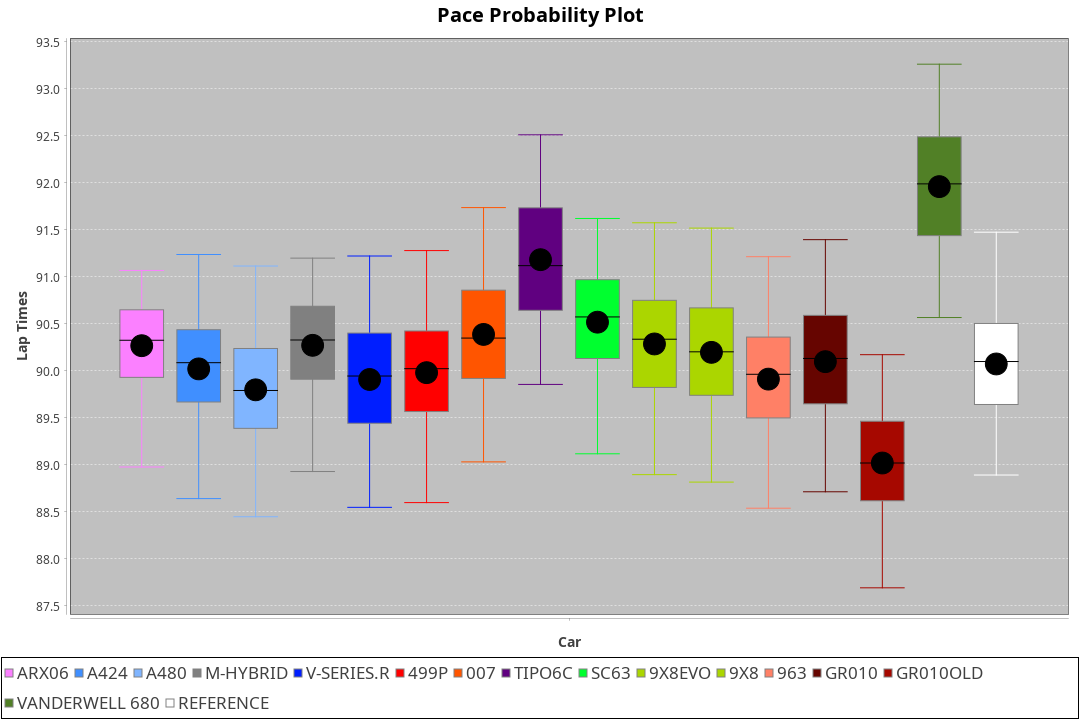 Pace Probability Plot
93.5
93.0
92.5
92.0
91.5
91.0
90.5
90.0
89.5
89.0
88.5
88.0
87.5
Lap Times
Car
ARX06 A424 A480 M-HYBRID V-SERIES.R 499P 007 TIPO6C SC63 9X8EVO 9X8 963 GR010 GR010OLD
VANDERWELL 680 REFERENCE